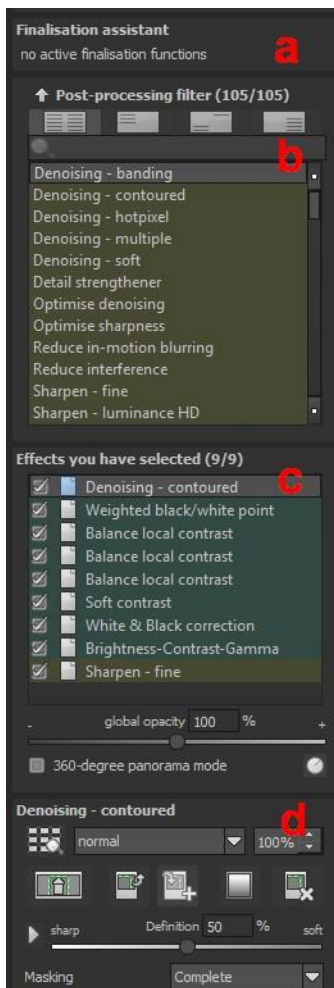 Finalisation assistant
no active finalisation functions
a
Post-processing filter (105/105)
b
Denoising - banding
Denoising - contoured
Denoising - hotpixel
Denoising - multiple
Denoising - soft
Detail strengthener
Optimise denoising
Optimise sharpness
Reduce in-motion blurring
Reduce interference
Sharpen - fine
Sharpen - luminance HD
Effects you have selected (9/9)
c
Denoising - contoured
Weighted black/white point
Balance local contrast
Balance local contrast
Balance local contrast
Soft contrast
White & Black correction
Brightness-Contrast-Gamma
Sharpen - fine
- global opacity 100 % +
360-degree panorama mode
Denoising - contoured
d
normal 100%
sharp Definition 50 % soft
Masking Complete